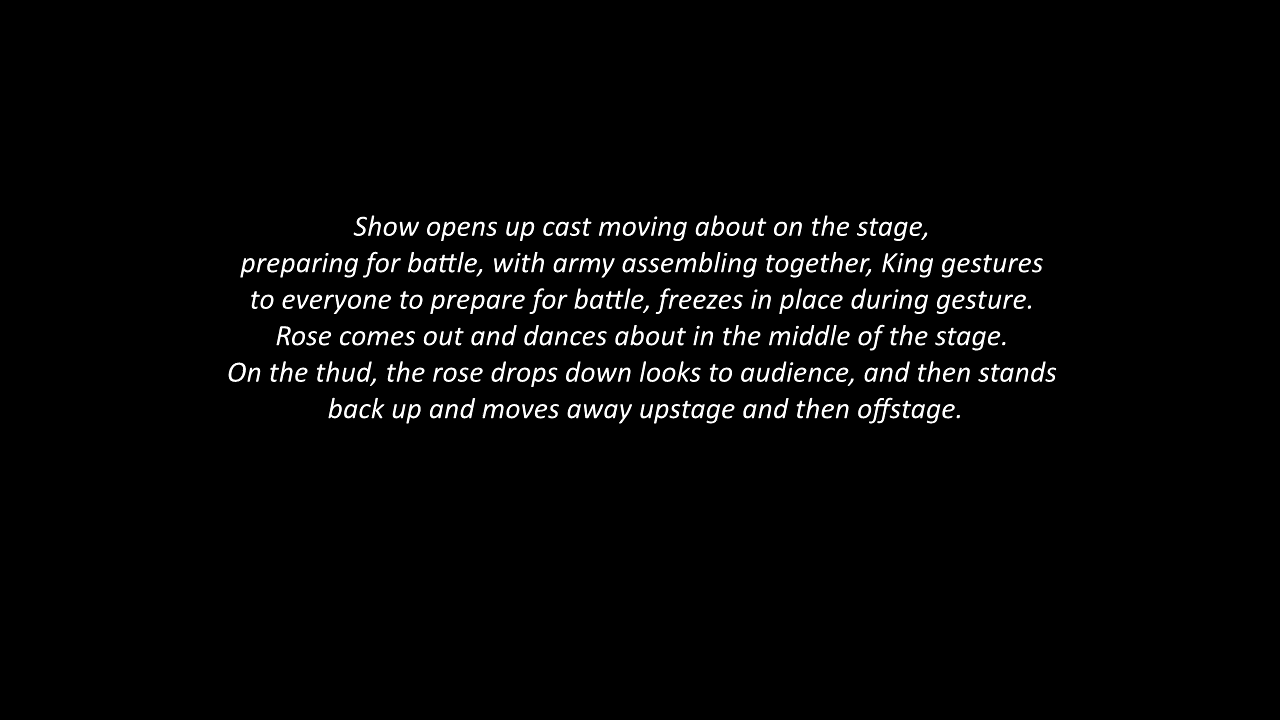 Show opens up cast moving about on the stage,
preparing for battle, with army assembling together, King gestures
to everyone to prepare for battle, freezes in place during gesture.
Rose comes out and dances about in the middle of the stage.
On the thud, the rose drops down looks to audience, and then stands
back up and moves away upstage and then offstage.